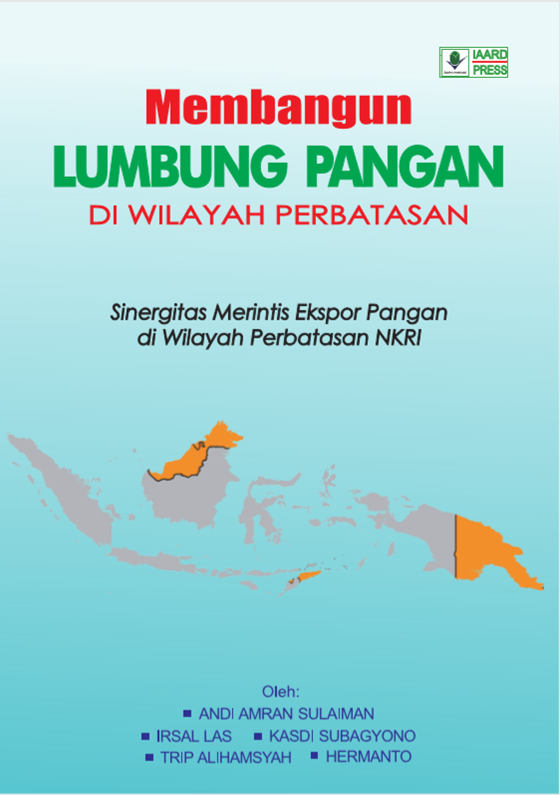 IAARD
PRESS
Membangun
LUMBUNG PANGAN
DI WILAYAH PERBATASAN
Sinergitas Merintis Ekspor Pangan
di Wilayah Perbatasan NKRI
Oleh:
▪ ANDI AMRAN SULAIMAN
▪ IRSAL LAS ▪ KASDI SUBAGYONO
▪ TRIP ALIHAMSYAH ▪ HERMANTO